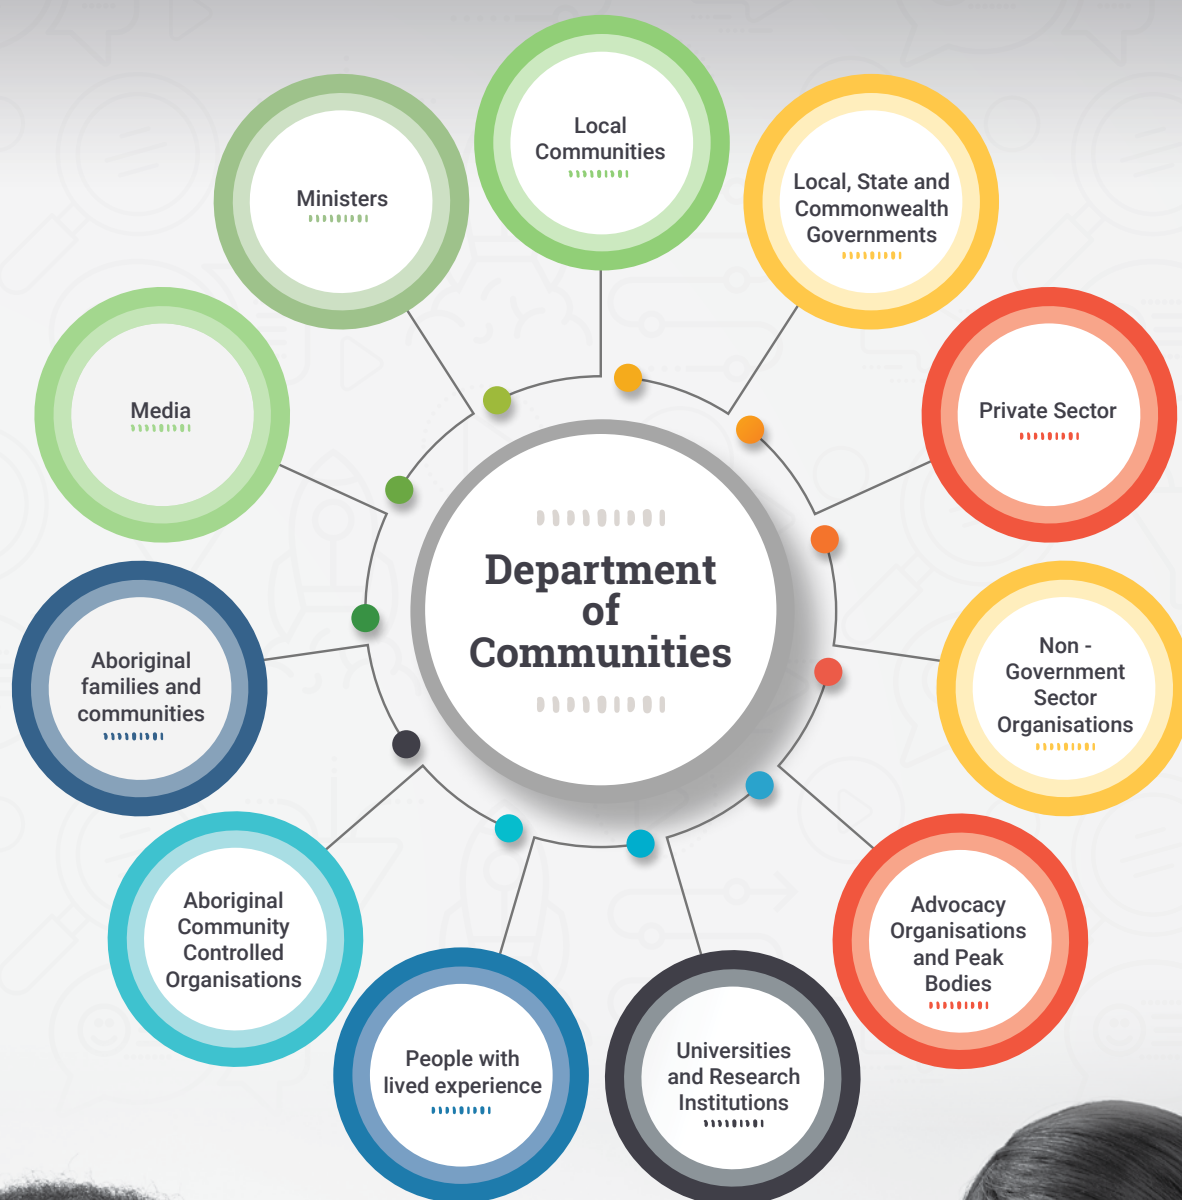 Local
Communities
Ministers
Local, State and
Commonwealth
Governments
Media
Private Sector
Department
of
Communities
Aboriginal
families and
communities
Non -
Government
Sector
Organisations
Aboriginal
Community
Controlled
Organisations
Advocacy
Organisations
and Peak
Bodies
People with
lived experience
Universities
and Research
Institutions